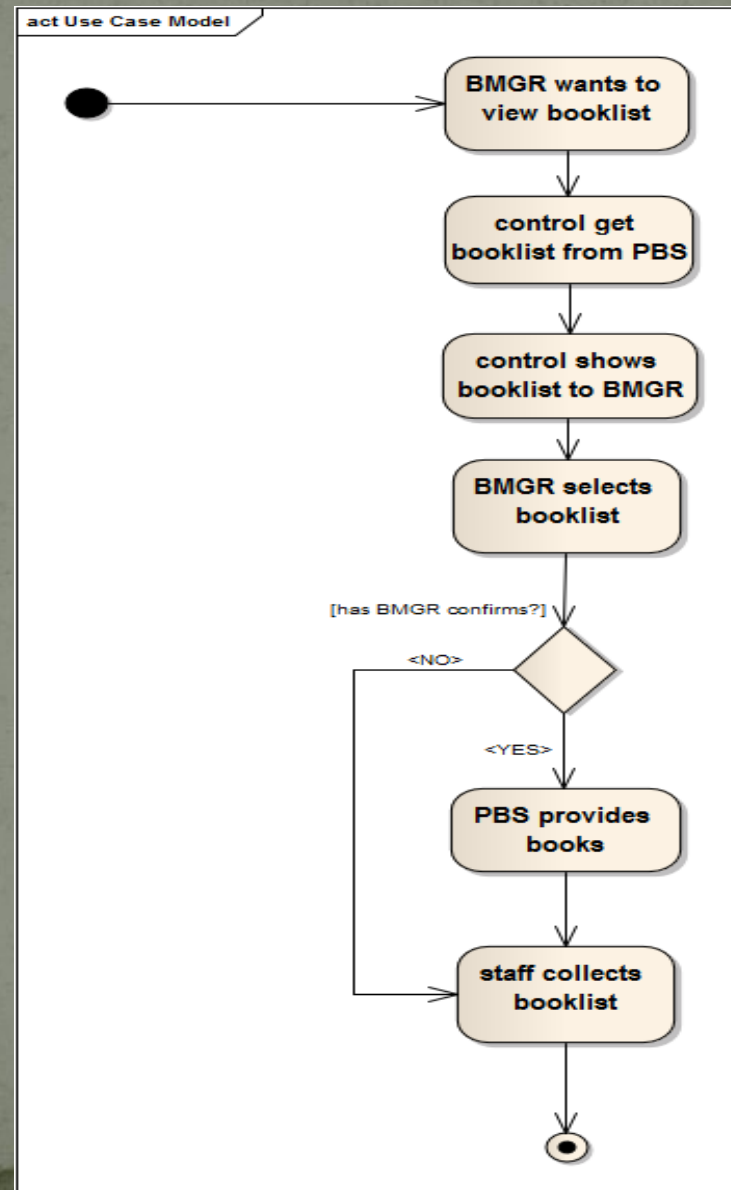 act Use Case Model
BMGR wants to
view booklist
control get
booklist from PBS
control shows
booklist to BMGR
BMGR selects
booklist
[has BMGR confirms?]
<NO>
<YES>
PBS provides
books
staff collects
booklist